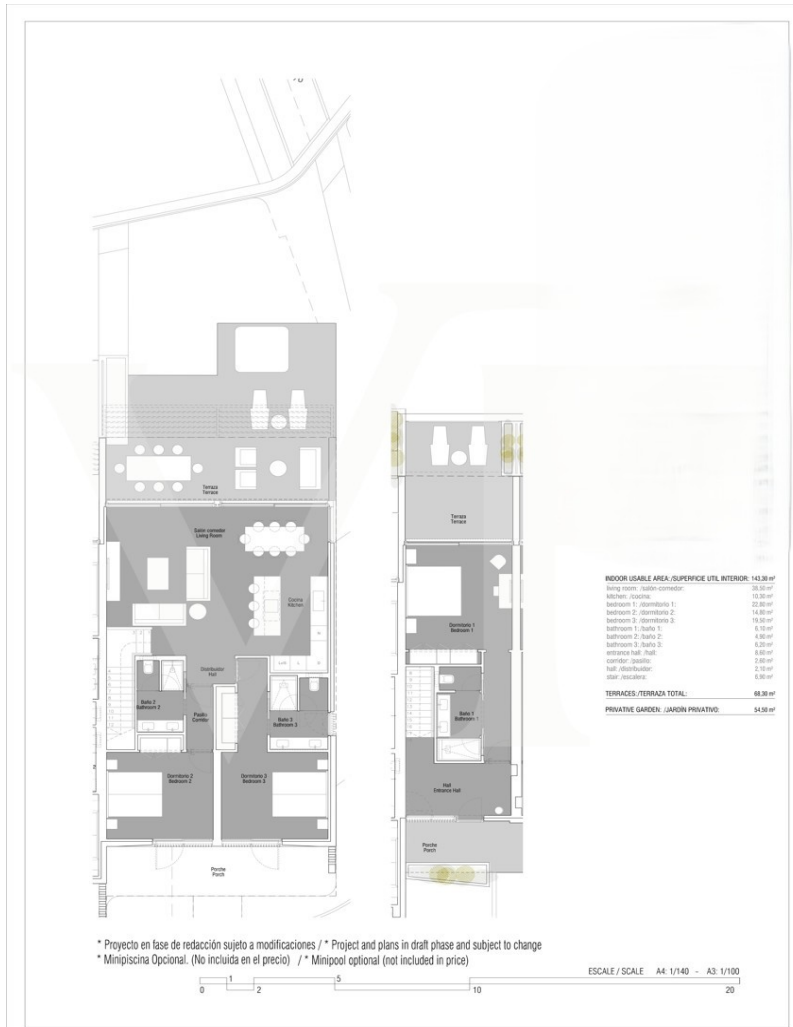 Terraza
Terrace
Salón-comedor
Living Room
Cocina
Kitchen
Distribuidor
Hall
Baño 2
Bathroom 2
Pasillo
Corridor
Baño 3
Bathroom 3
Dormitorio 2
Bedroom 2
Dormitorio 3
Bedroom 3
Porche
Porch
Terraza
Terrace
Dormitorio 1
Bedroom 1
Baño 1
Bathroom 1
Hall
Entrance Hall
Porche
Porch
INDOOR USABLE AREA: /SUPERFICIE UTIL INTERIOR: 143,30 m²
living room: /salón-comedor: 39,50 m²
kitchen: /cocina: 10,30 m²
bedroom 1: /dormitorio 1: 22,80 m²
bedroom 2: /dormitorio 2: 14,80 m²
bedroom 3: /dormitorio 3: 19,50 m²
bathroom 1: /baño 1: 6,10 m²
bathroom 2: /baño 2: 4,90 m²
bathroom 3: /baño 3: 6,20 m²
entrance hall: /hall: 8,60 m²
corridor: /pasillo: 2,60 m²
hall: /distribuidor: 2,10 m²
stair: /escalera: 6,90 m²
TERRACES: /TERRAZA TOTAL: 68,30 m²
PRIVATIVE GARDEN: /JARDÍN PRIVATIVO: 54,50 m²
* Proyecto en fase de redacción sujeto a modificaciones / * Project and plans in draft phase and subject to change
* Minipiscina Opcional. (No incluida en el precio) / * Minipool optional (not included in price)
ESCALE / SCALE A4: 1/140 - A3: 1/100
0 1 2 5 10 20